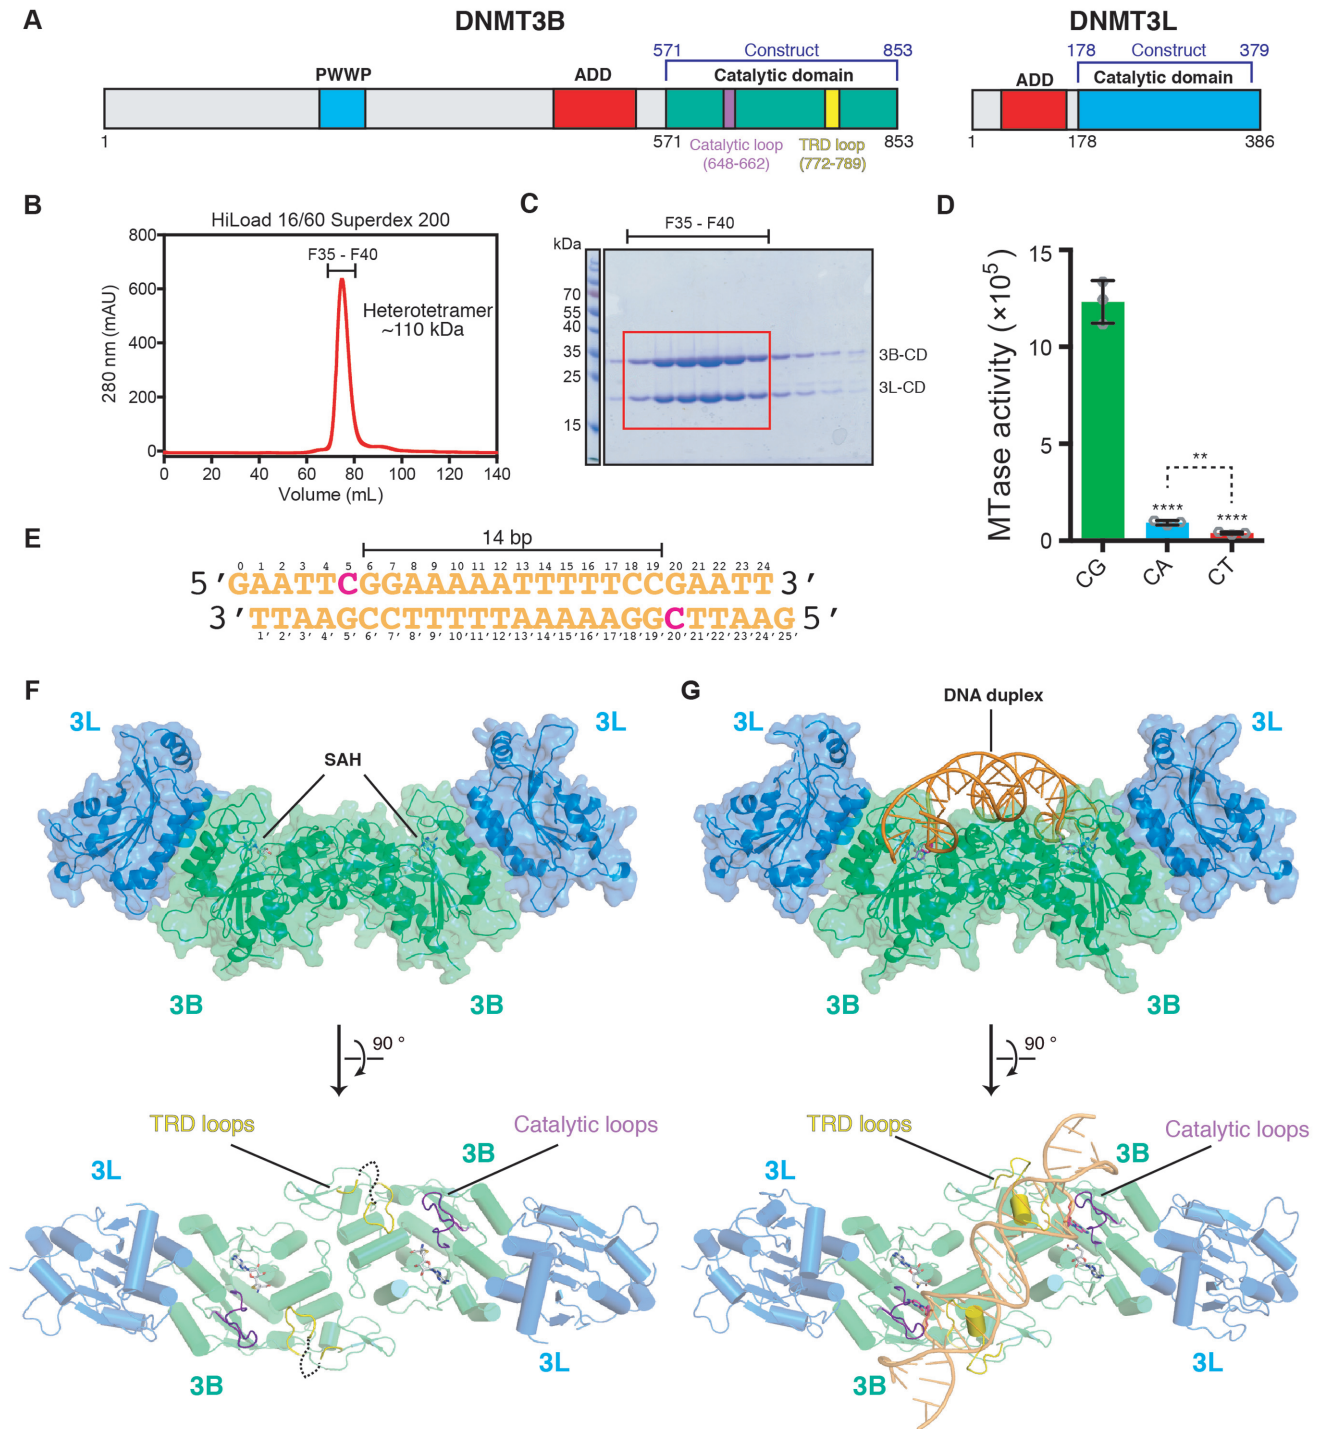 A
DNMT3B
DNMT3L
571 Construct 853
178 Construct 379
PWWP
ADD
Catalytic domain
ADD
Catalytic domain
1
571
Catalytic loop
(648-662)
TRD loop
(772-789)
853
1
178
386
B
HiLoad 16/60 Superdex 200
F35 - F40
Heterotetramer
~110 kDa
280 nm (mAU)
800
600
400
200
0
0 20 40 60 80 100 120 140
Volume (mL)
C
F35 - F40
kDa
70
55
40
35
25
15
3B-CD
3L-CD
D
MTase activity (×10⁵)
15
10
5
0
**
****
****
CG CA CT
E
14 bp
0 1 2 3 4 5 6 7 8 9 10 11 12 13 14 15 16 17 18 19 20 21 22 23 24
5 ′GAATTCGGAAAAATTTTTCCGAATT 3 ′
3 ′TTAAGCCTTTTTAAAAAGGCTTAAG 5 ′
1′ 2′ 3′ 4′ 5′ 6′ 7′ 8′ 9′ 10′ 11′ 12′ 13′ 14′ 15′ 16′ 17′ 18′ 19′ 20′ 21′ 22′ 23′ 24′ 25′
F
3L
SAH
3L
3B
3B
90 °
TRD loops
Catalytic loops
3L
3B
3B
3L
G
DNA duplex
3L
3L
3B
3B
90 °
TRD loops
Catalytic loops
3L
3B
3B
3L